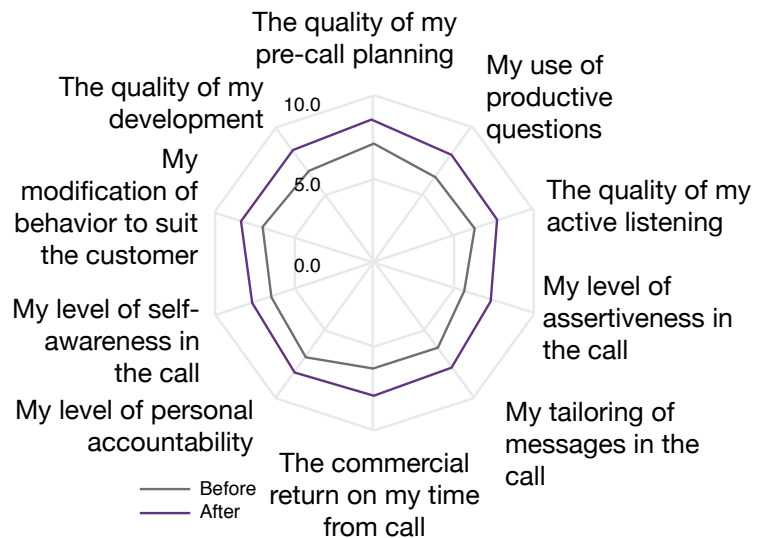 The quality of my
pre-call planning
My use of
productive
questions
The quality of my
active listening
My level of
assertiveness in
the call
My tailoring of
messages in the
call
The commercial
return on my time
from call
My level of personal
accountability
My level of self-
awareness in
the call
My
modification of
behavior to suit
the customer
The quality of my
development
10.0
5.0
0.0
Before
After